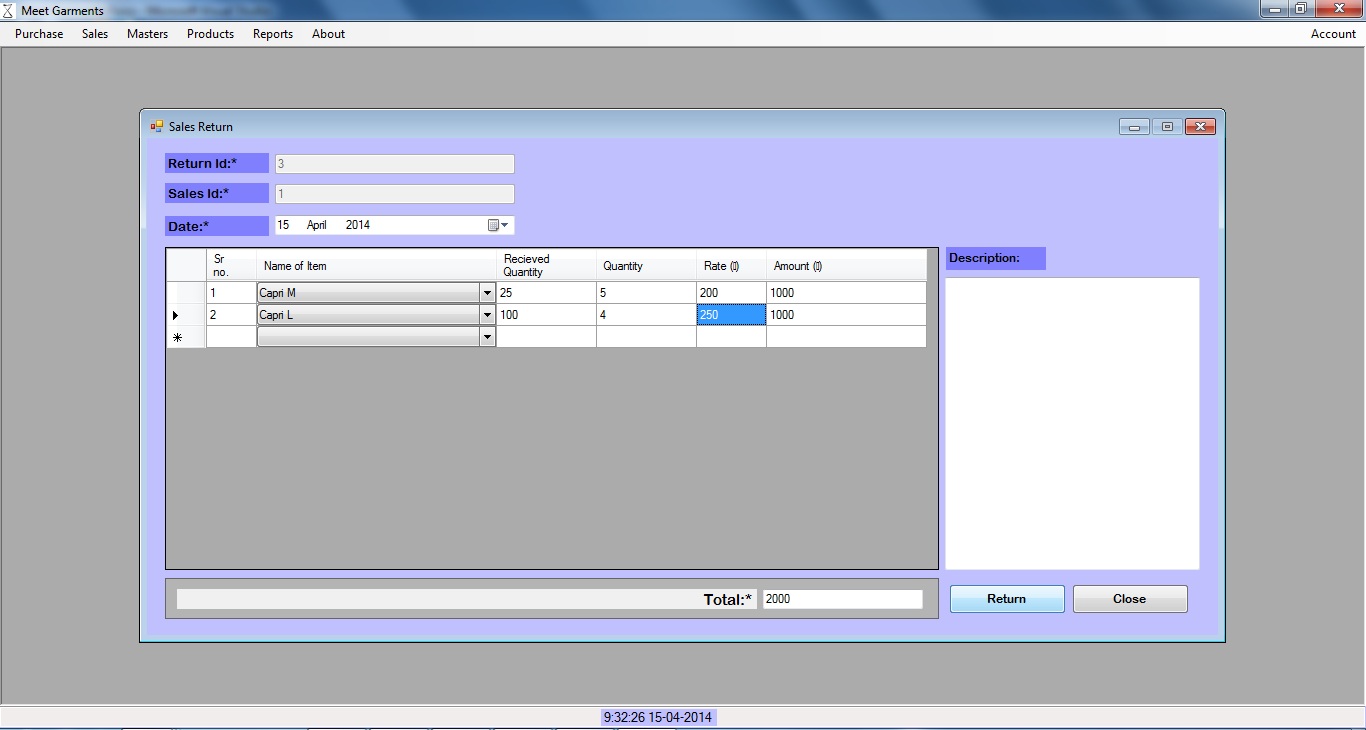 Meet Garments
Purchase Sales Masters Products Reports About Account
Sales Return
Return Id:* 3
Sales Id:* 1
Date:* 15 April 2014
Sr no. Name of Item Recieved Quantity Quantity Rate (▯) Amount (▯)
1 Capri M 25 5 200 1000
2 Capri L 100 4 250 1000
Description:
Total:* 2000
Return Close
9:32:26 15-04-2014